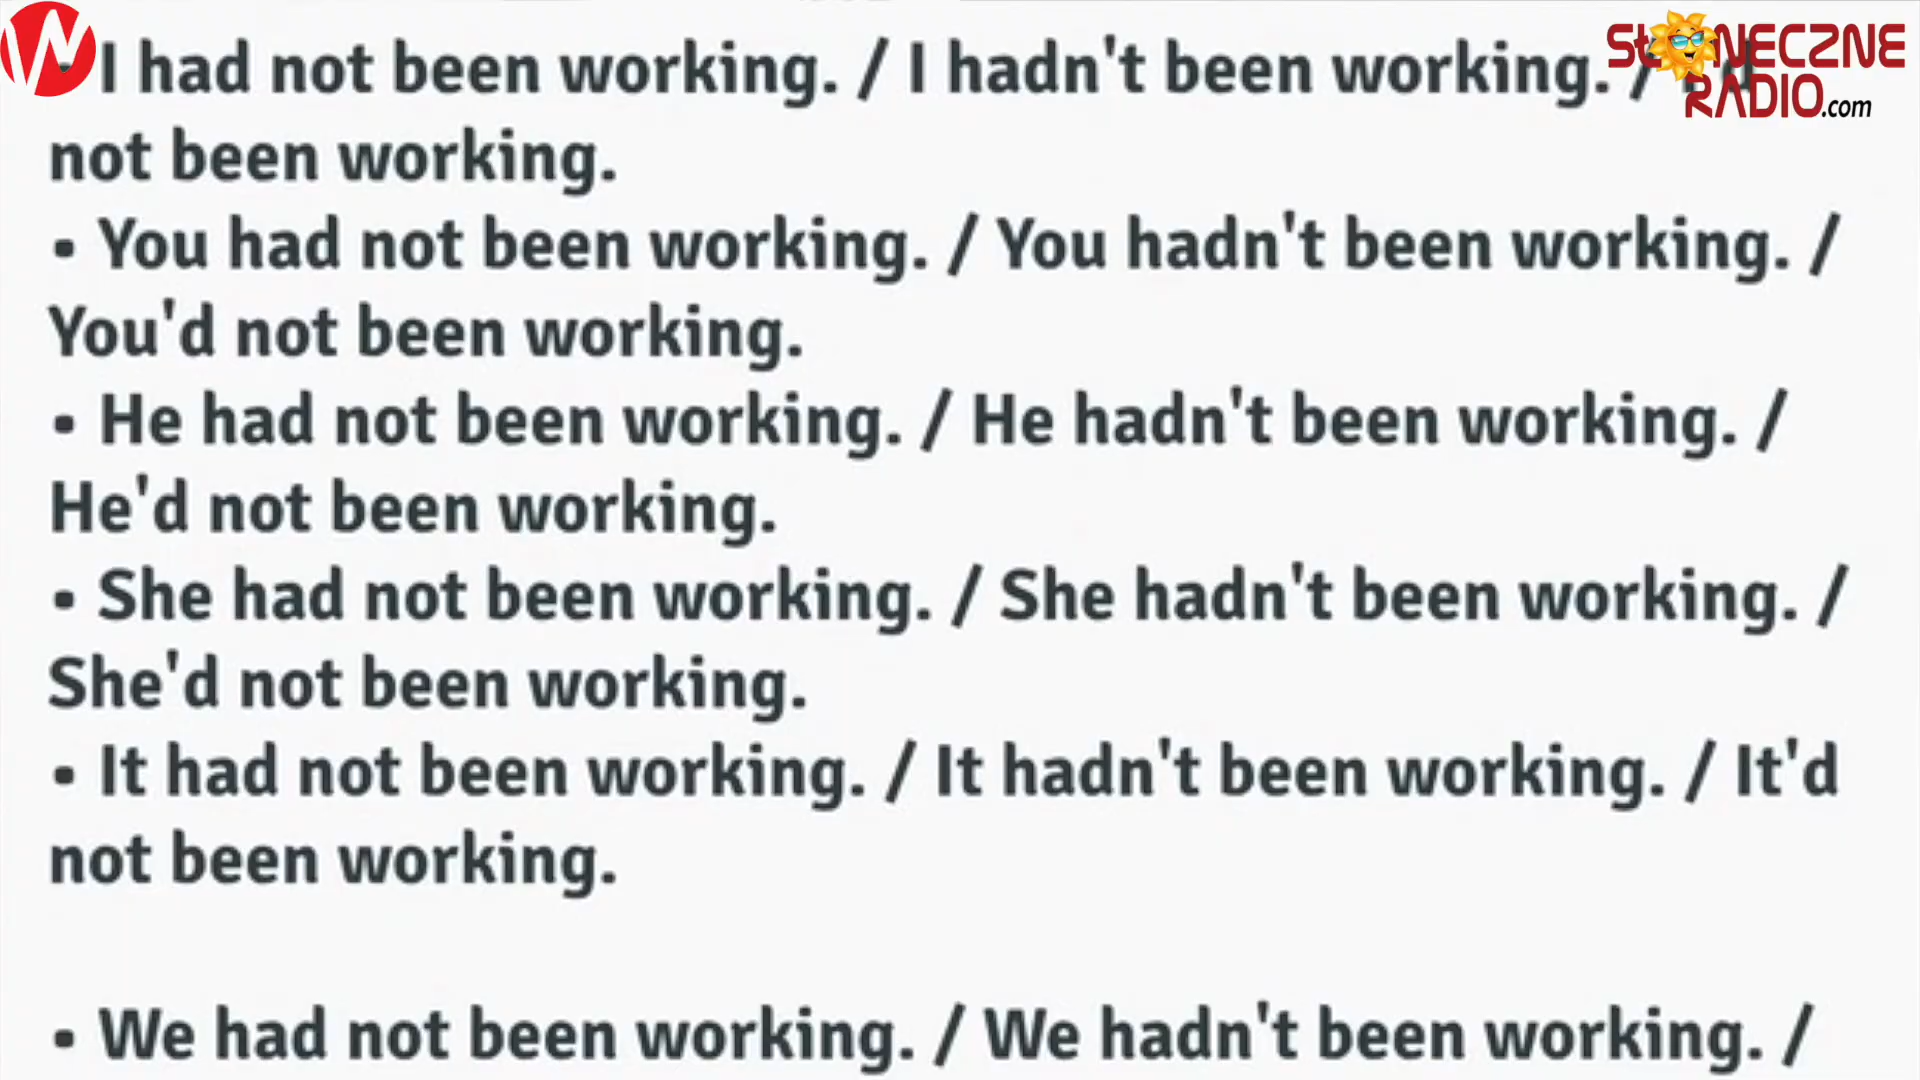 • I had not been working. / I hadn't been working. /
not been working.
• You had not been working. / You hadn't been working. /
You'd not been working.
• He had not been working. / He hadn't been working. /
He'd not been working.
• She had not been working. / She hadn't been working. /
She'd not been working.
• It had not been working. / It hadn't been working. / It'd
not been working.
• We had not been working. / We hadn't been working. /
W
SŁONECZNE
RADIO.com